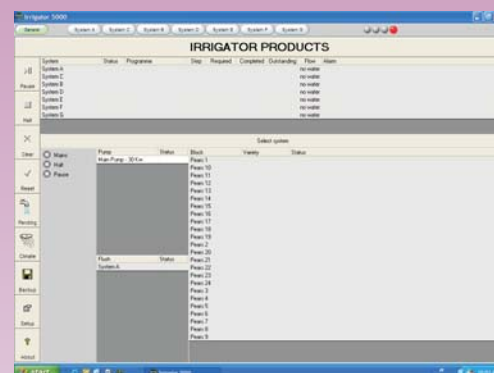 Irrigator 5000
General System A System C System B System D System E System F System G
IRRIGATOR PRODUCTS
System Status Programme Step Required Completed Outstanding Flow Alarm
System A no water
System C no water
System B no water
System D no water
System E no water
System F no water
System G no water
Pause
Halt
Clear
Reset
Pending
Climate
Backup
Setup
About
Select system
Mains
Halt
Pause
Pump Status
Main Pump - 30 Kw
Flush Status
System A
Block Variety Status
Pears 1
Pears 10
Pears 11
Pears 12
Pears 13
Pears 14
Pears 15
Pears 16
Pears 17
Pears 18
Pears 19
Pears 2
Pears 20
Pears 21
Pears 22
Pears 23
Pears 24
Pears 3
Pears 4
Pears 5
Pears 6
Pears 7
Pears 8
Pears 9
start
Irrigator 5000